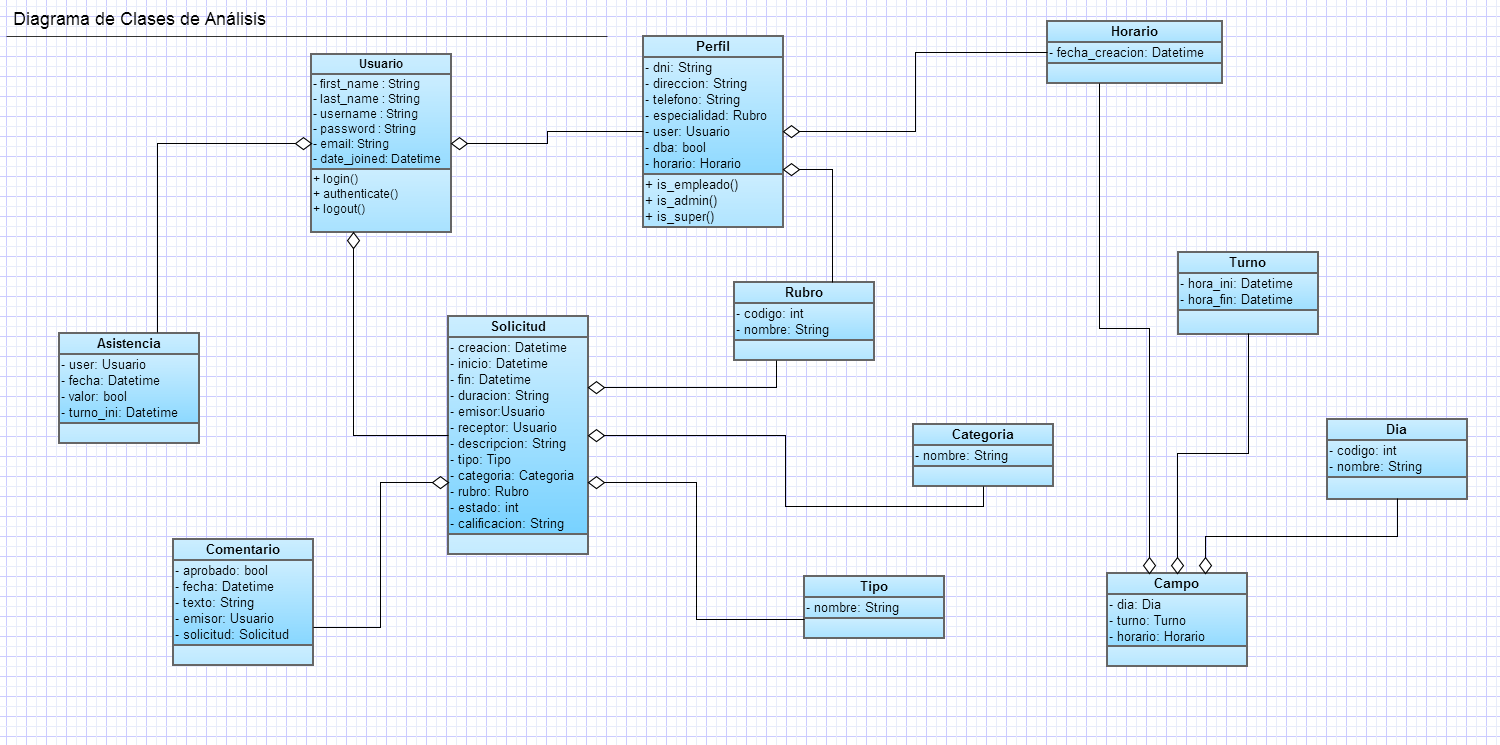 Diagrama de Clases de Análisis
Usuario
- first_name : String
- last_name : String
- username : String
- password : String
- email: String
- date_joined: Datetime
+ login()
+ authenticate()
+ logout()
Perfil
- dni: String
- direccion: String
- telefono: String
- especialidad: Rubro
- user: Usuario
- dba: bool
- horario: Horario
+ is_empleado()
+ is_admin()
+ is_super()
Horario
- fecha_creacion: Datetime
Turno
- hora_ini: Datetime
- hora_fin: Datetime
Rubro
- codigo: int
- nombre: String
Asistencia
- user: Usuario
- fecha: Datetime
- valor: bool
- turno_ini: Datetime
Solicitud
- creacion: Datetime
- inicio: Datetime
- fin: Datetime
- duracion: String
- emisor:Usuario
- receptor: Usuario
- descripcion: String
- tipo: Tipo
- categoria: Categoria
- rubro: Rubro
- estado: int
- calificacion: String
Categoria
- nombre: String
Dia
- codigo: int
- nombre: String
Comentario
- aprobado: bool
- fecha: Datetime
- texto: String
- emisor: Usuario
- solicitud: Solicitud
Tipo
- nombre: String
Campo
- dia: Dia
- turno: Turno
- horario: Horario